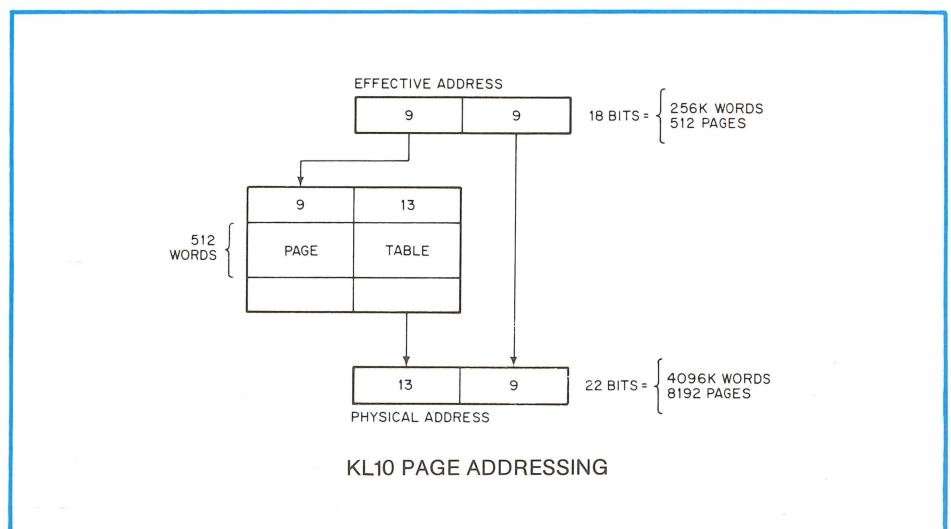 EFFECTIVE ADDRESS
9 9
18 BITS = 256K WORDS
512 PAGES
9 13
512
WORDS
PAGE TABLE
13 9
22 BITS = 4096K WORDS
8192 PAGES
PHYSICAL ADDRESS
KL10 PAGE ADDRESSING